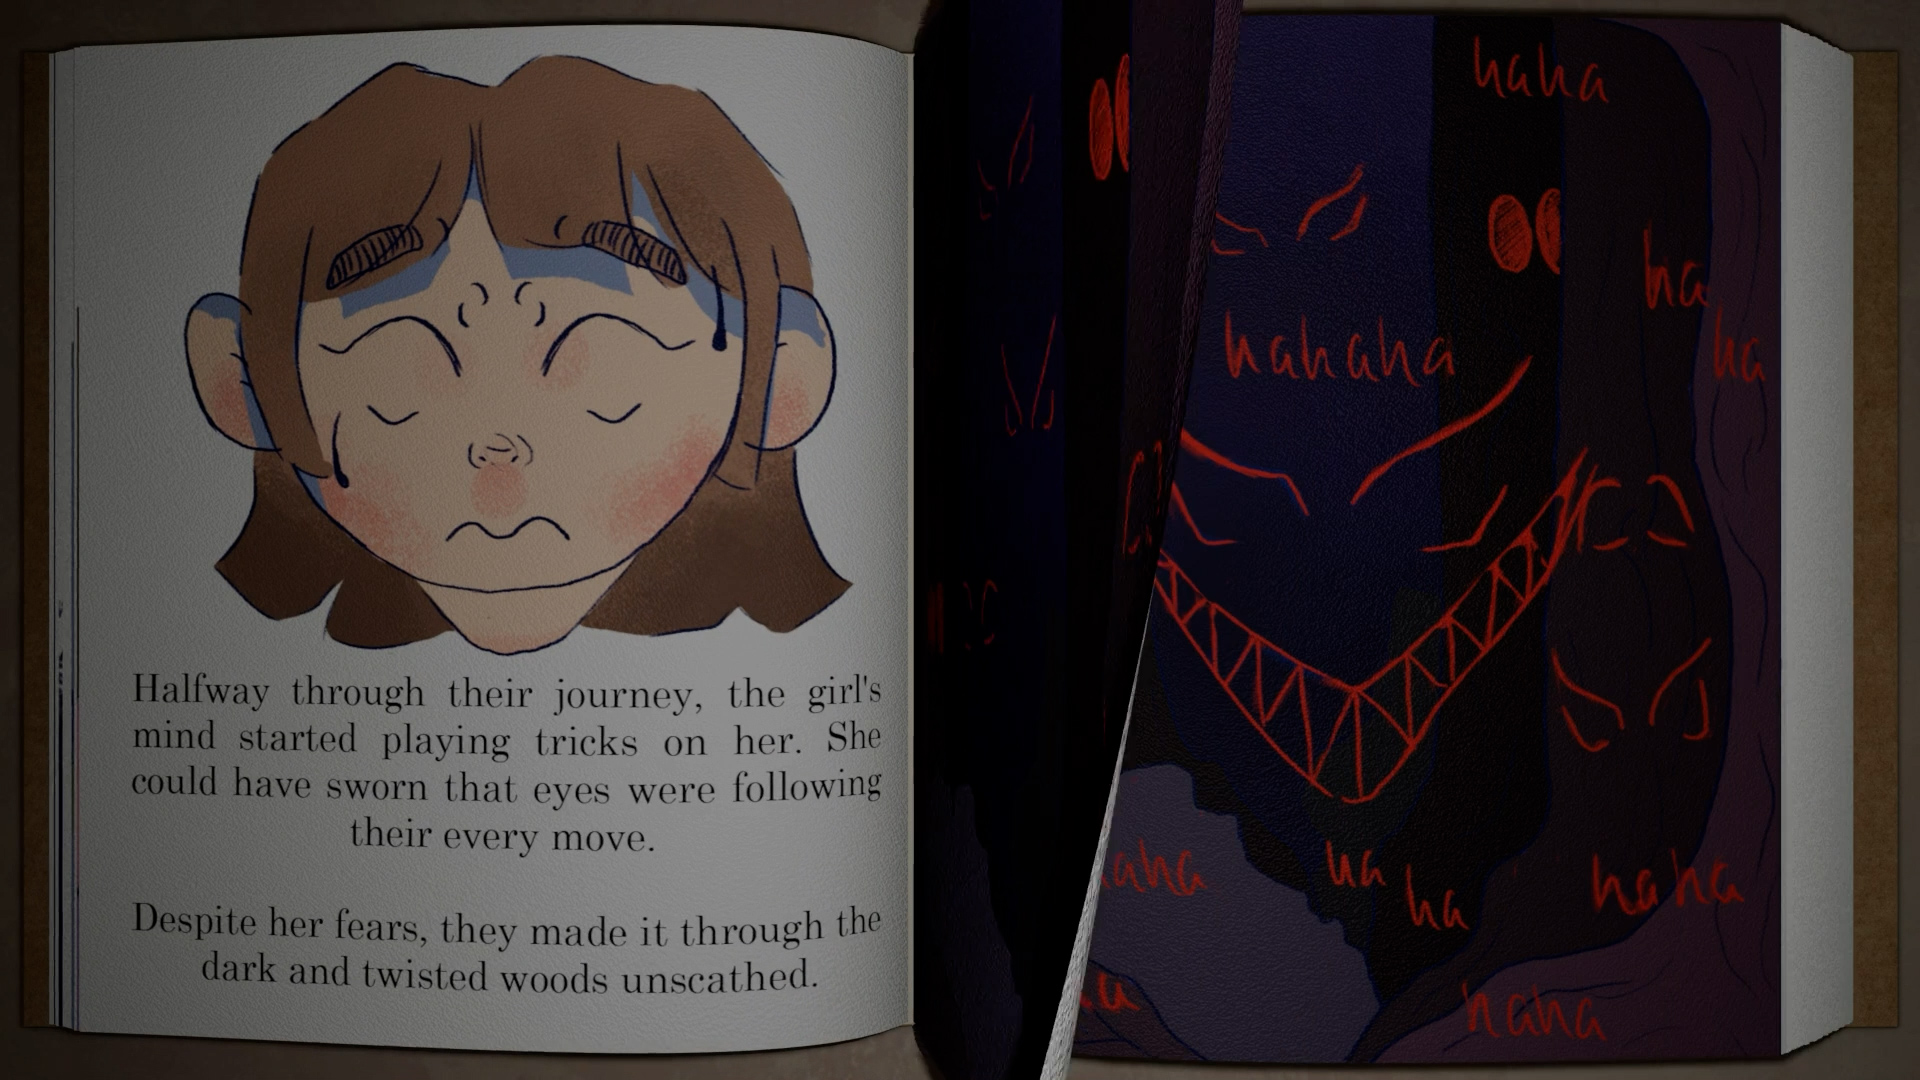 Halfway through their journey, the girl's
mind started playing tricks on her. She
could have sworn that eyes were following
their every move.
Despite her fears, they made it through the
dark and twisted woods unscathed.
haha
ha
ha
hahaha
ha
ha
haha
haha